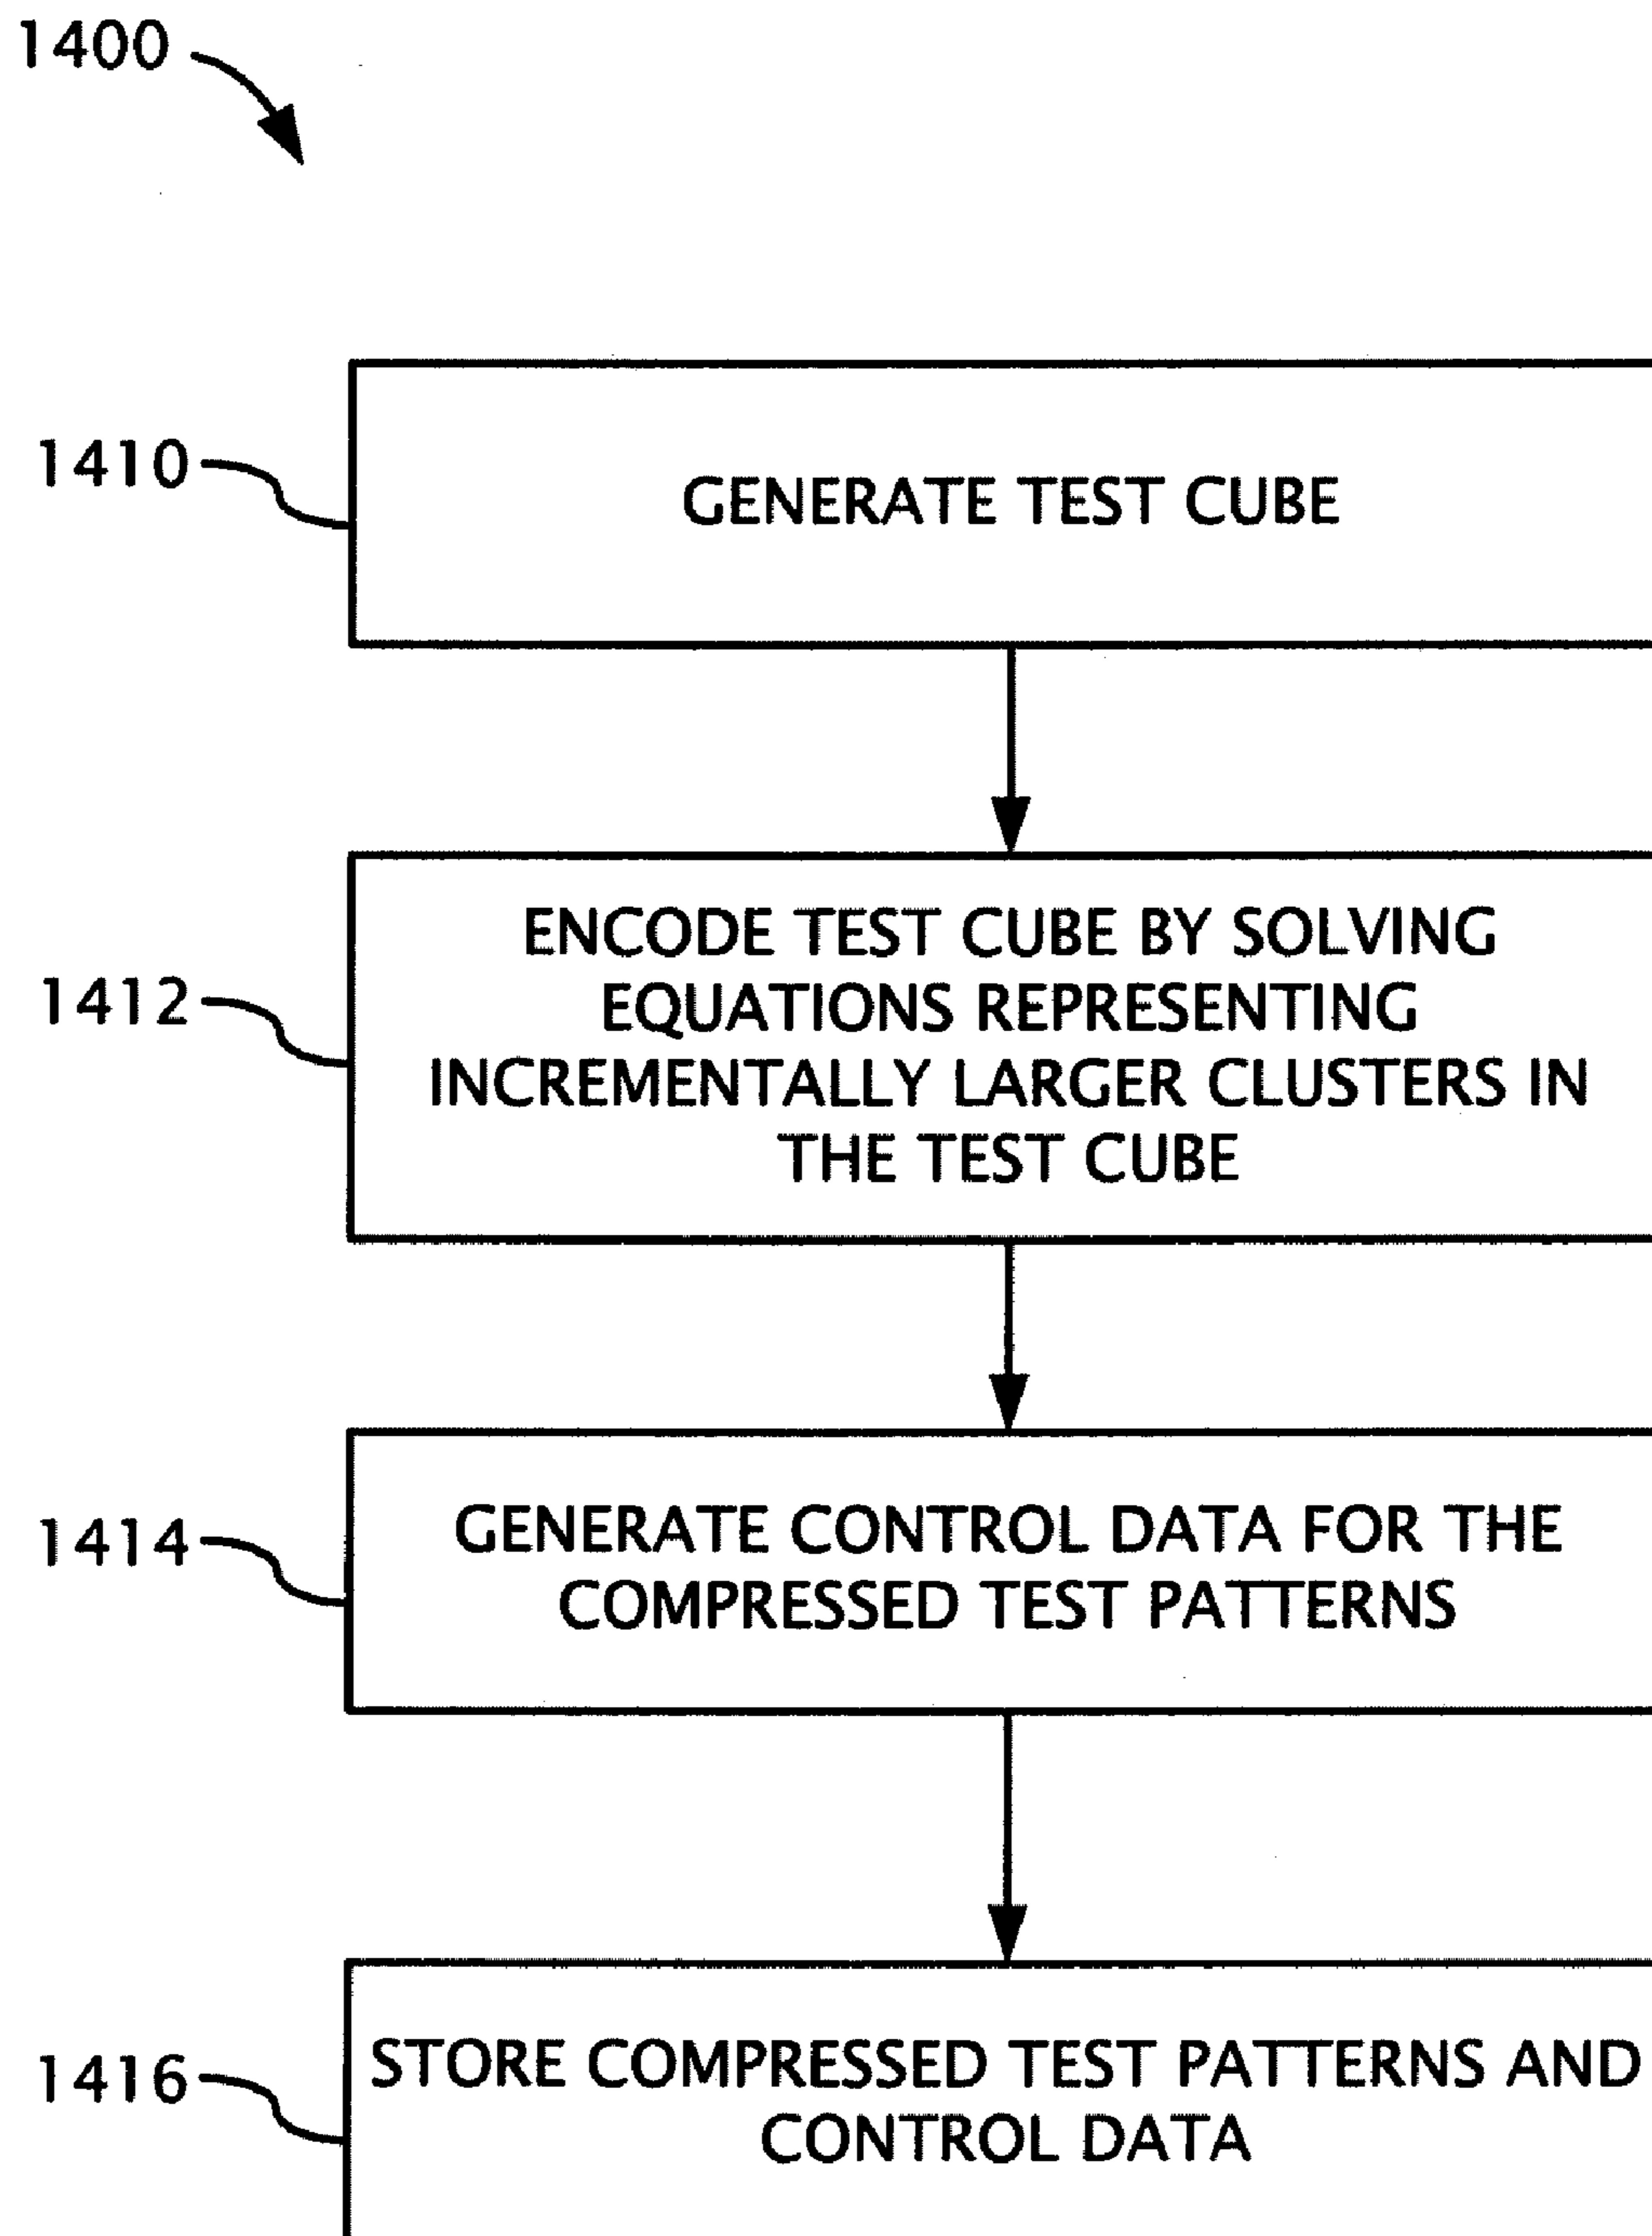 1400
1410
GENERATE TEST CUBE
1412
ENCODE TEST CUBE BY SOLVING
EQUATIONS REPRESENTING
INCREMENTALLY LARGER CLUSTERS IN
THE TEST CUBE
1414
GENERATE CONTROL DATA FOR THE
COMPRESSED TEST PATTERNS
1416
STORE COMPRESSED TEST PATTERNS AND
CONTROL DATA